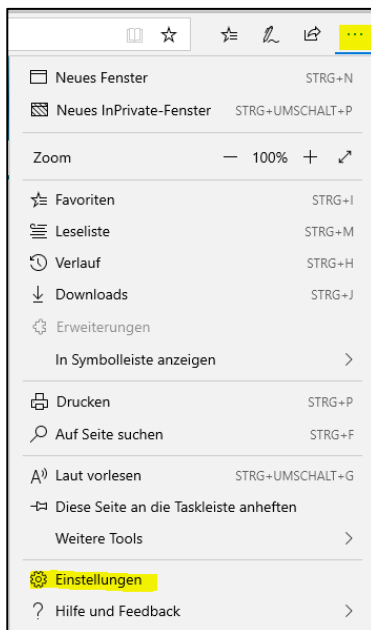 ...
Neues Fenster STRG+N
Neues InPrivate-Fenster STRG+UMSCHALT+P
Zoom — 100% +
Favoriten STRG+I
Leseliste STRG+M
Verlauf STRG+H
Downloads STRG+J
Erweiterungen
In Symbolleiste anzeigen >
Drucken STRG+P
Auf Seite suchen STRG+F
Laut vorlesen STRG+UMSCHALT+G
Diese Seite an die Taskleiste anheften
Weitere Tools >
Einstellungen
? Hilfe und Feedback >